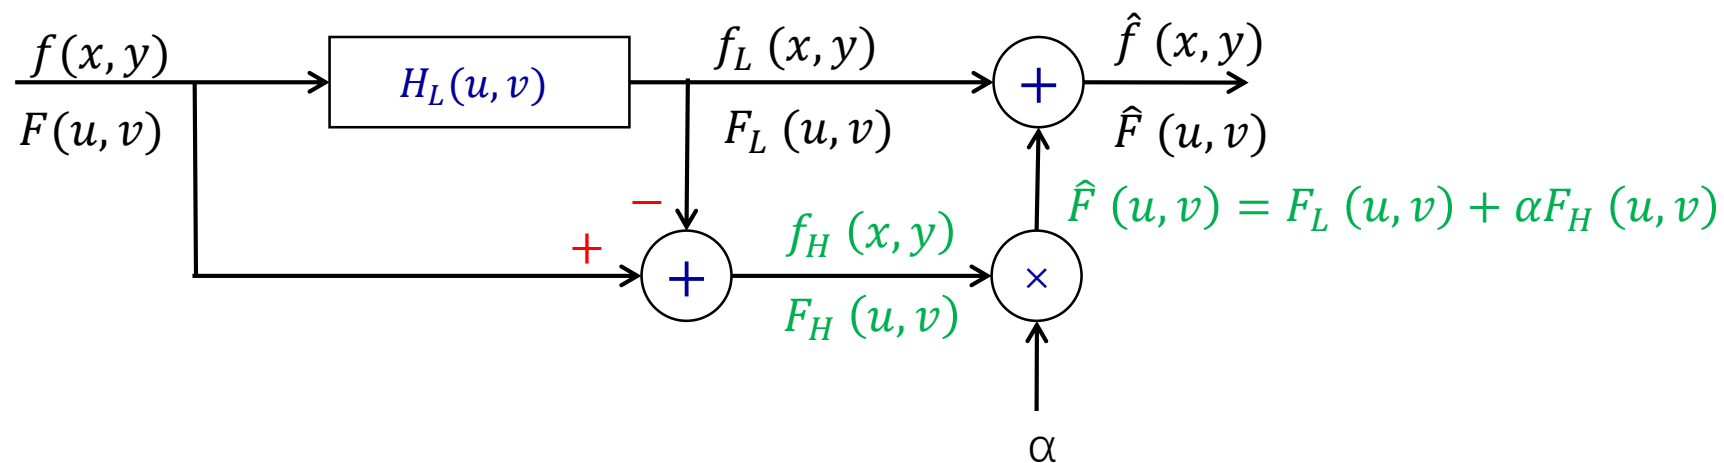 f(x, y)
F(u, v)
H_L(u, v)
f_L (x, y)
F_L (u, v)
+
f̂ (x, y)
F̂ (u, v)
F̂ (u, v) = F_L (u, v) + αF_H (u, v)
−
+
+
f_H (x, y)
F_H (u, v)
×
α